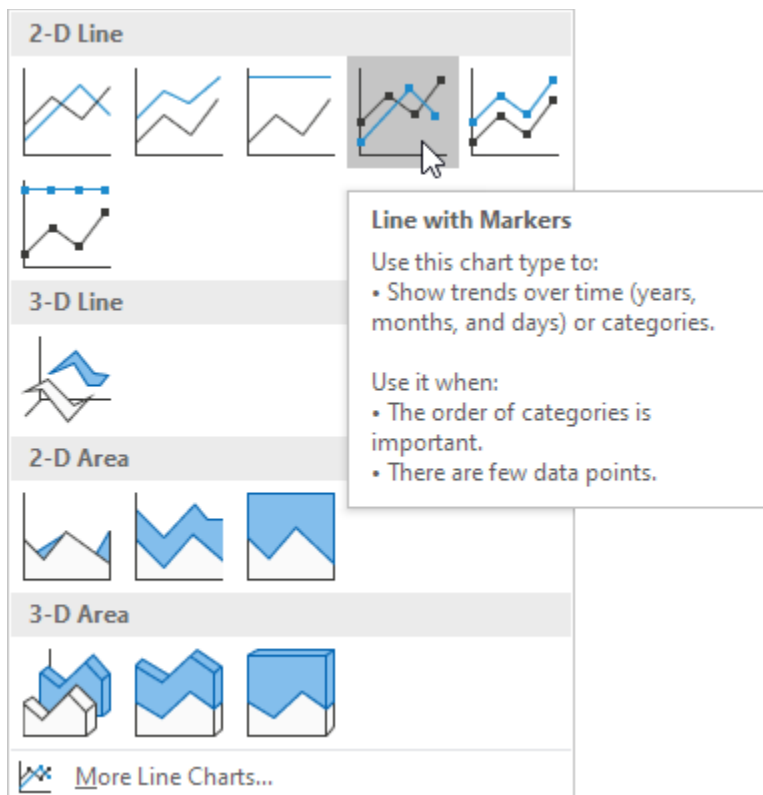 2-D Line
Line with Markers
Use this chart type to:
• Show trends over time (years,
months, and days) or categories.
Use it when:
• The order of categories is
important.
• There are few data points.
3-D Line
2-D Area
3-D Area
More Line Charts...